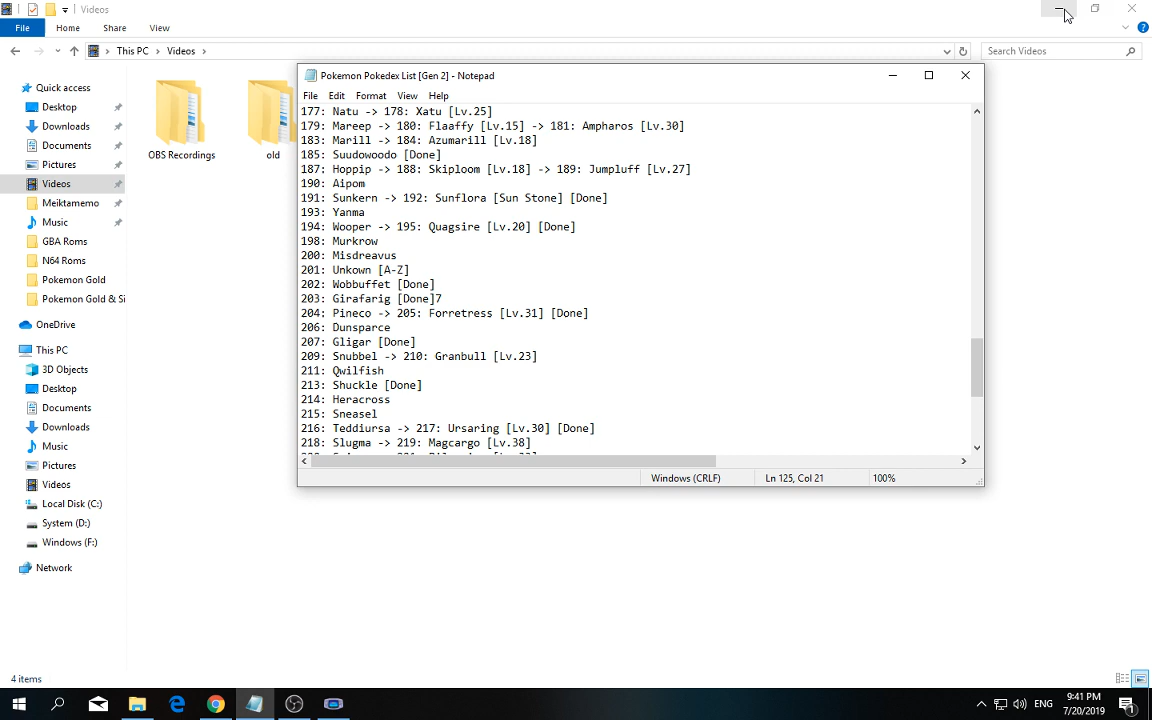 Videos
File Home Share View
This PC Videos
Search Videos
Quick access
Desktop
Downloads
Documents
Pictures
Videos
Meiktamemo
Music
GBA Roms
N64 Roms
Pokemon Gold
Pokemon Gold & Si
OneDrive
This PC
3D Objects
Desktop
Documents
Downloads
Music
Pictures
Videos
Local Disk (C:)
System (D:)
Windows (F:)
Network
OBS Recordings
old
Pokemon Pokedex List [Gen 2] - Notepad
File Edit Format View Help
177: Natu -> 178: Xatu [Lv.25]
179: Mareep -> 180: Flaaffy [Lv.15] -> 181: Ampharos [Lv.30]
183: Marill -> 184: Azumarill [Lv.18]
185: Suudowoodo [Done]
187: Hoppip -> 188: Skiploom [Lv.18] -> 189: Jumpluff [Lv.27]
190: Aipom
191: Sunkern -> 192: Sunflora [Sun Stone] [Done]
193: Yanma
194: Wooper -> 195: Quagsire [Lv.20] [Done]
198: Murkrow
200: Misdreavus
201: Unkown [A-Z]
202: Wobbuffet [Done]
203: Girafarig [Done]7
204: Pineco -> 205: Forretress [Lv.31] [Done]
206: Dunsparce
207: Gligar [Done]
209: Snubbel -> 210: Granbull [Lv.23]
211: Qwilfish
213: Shuckle [Done]
214: Heracross
215: Sneasel
216: Teddiursa -> 217: Ursaring [Lv.30] [Done]
218: Slugma -> 219: Magcargo [Lv.38]
Windows (CRLF) Ln 125, Col 21 100%
4 items
ENG
9:41 PM
7/20/2019
1